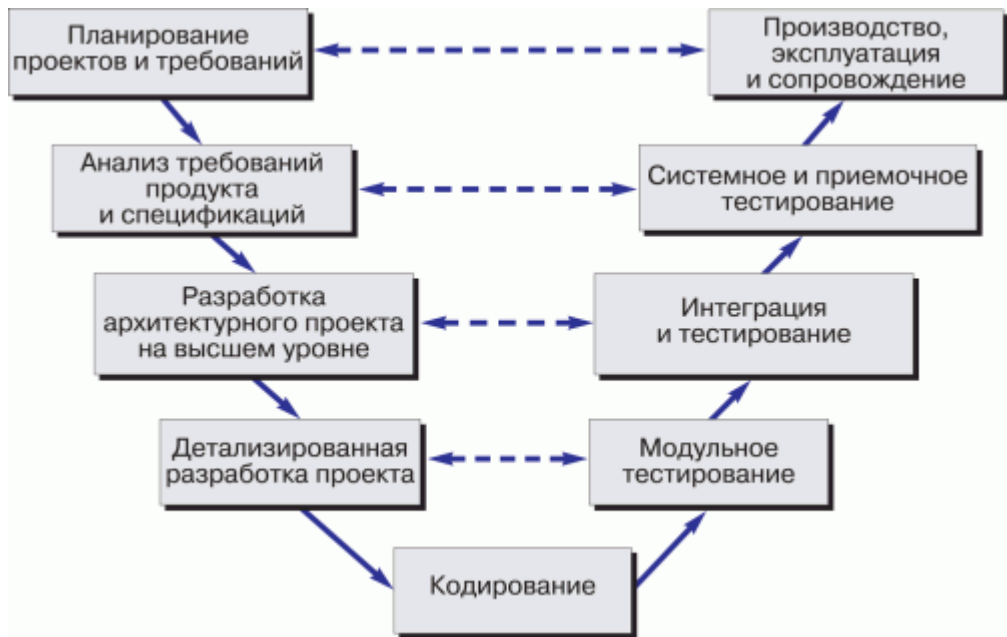 Планирование
проектов и требований
Производство,
эксплуатация
и сопровождение
Анализ требований
продукта
и спецификаций
Системное и приемочное
тестирование
Разработка
архитектурного проекта
на высшем уровне
Интеграция
и тестирование
Детализированная
разработка проекта
Модульное
тестирование
Кодирование